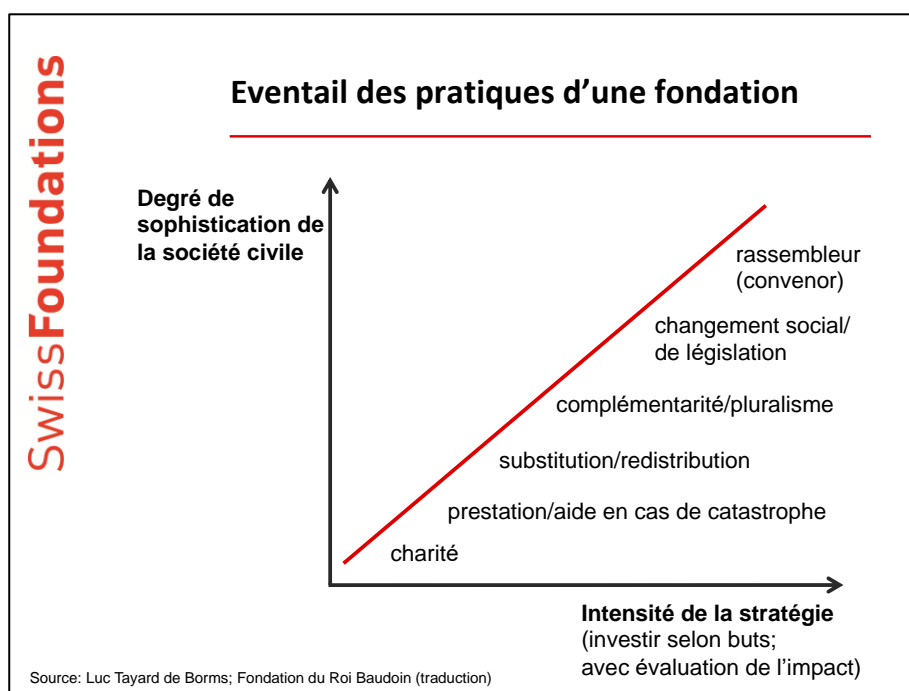 SwissFoundations
Eventail des pratiques d’une fondation
Degré de
sophistication de
la société civile
rassembleur
(convenor)
changement social/
de législation
complémentarité/pluralisme
substitution/redistribution
prestation/aide en cas de catastrophe
charité
Intensité de la stratégie
(investir selon buts;
avec évaluation de l’impact)
Source: Luc Tayard de Borms; Fondation du Roi Baudoin (traduction)